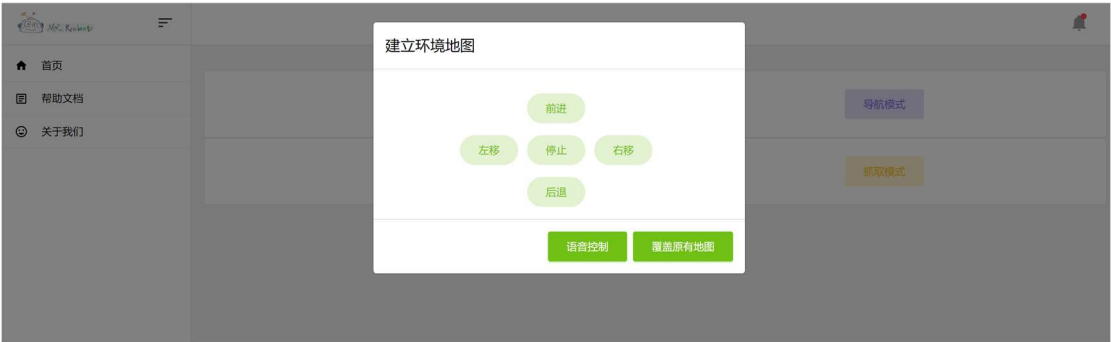 首页
帮助文档
关于我们
建立环境地图
前进
左移 停止 右移
后退
语音控制 覆盖原有地图
导航模式
抓取模式